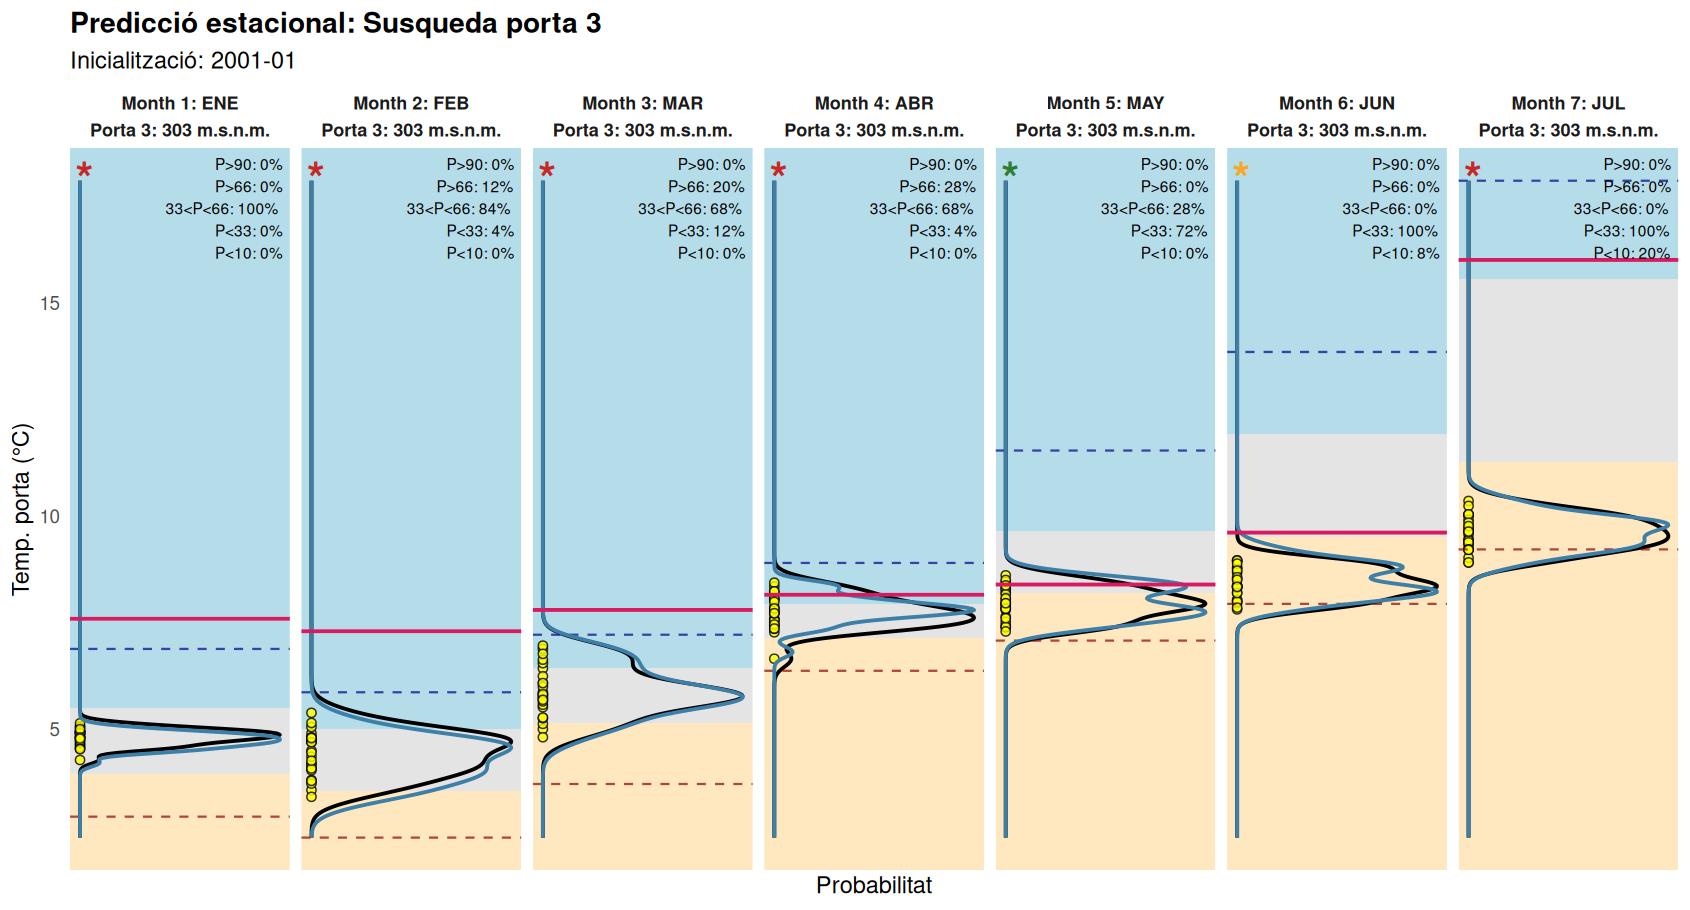 Predicció estacional: Susqueda porta 3
Inicialització: 2001-01
Month 1: ENE
Porta 3: 303 m.s.n.m.
Month 2: FEB
Porta 3: 303 m.s.n.m.
Month 3: MAR
Porta 3: 303 m.s.n.m.
Month 4: ABR
Porta 3: 303 m.s.n.m.
Month 5: MAY
Porta 3: 303 m.s.n.m.
Month 6: JUN
Porta 3: 303 m.s.n.m.
Month 7: JUL
Porta 3: 303 m.s.n.m.
*
P>90: 0%
P>66: 0%
33<P<66: 100%
P<33: 0%
P<10: 0%
*
P>90: 0%
P>66: 12%
33<P<66: 84%
P<33: 4%
P<10: 0%
*
P>90: 0%
P>66: 20%
33<P<66: 68%
P<33: 12%
P<10: 0%
*
P>90: 0%
P>66: 28%
33<P<66: 68%
P<33: 4%
P<10: 0%
*
P>90: 0%
P>66: 0%
33<P<66: 28%
P<33: 72%
P<10: 0%
*
P>90: 0%
P>66: 0%
33<P<66: 0%
P<33: 100%
P<10: 8%
*
P>90: 0%
P>66: 0%
33<P<66: 0%
P<33: 100%
P<10: 20%
15
10
5
Temp. porta (°C)
Probabilitat